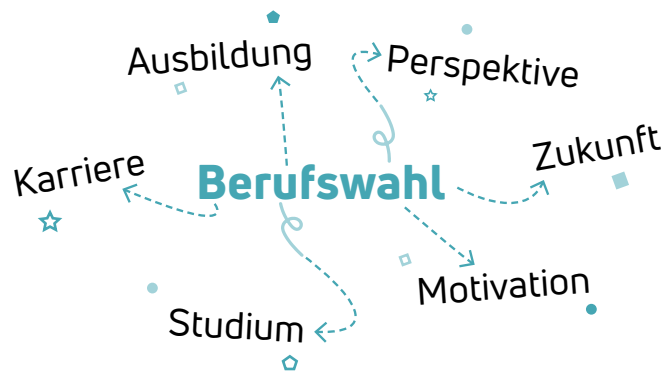 Ausbildung
Perspektive
Zukunft
Karriere
Berufswahl
Motivation
Studium